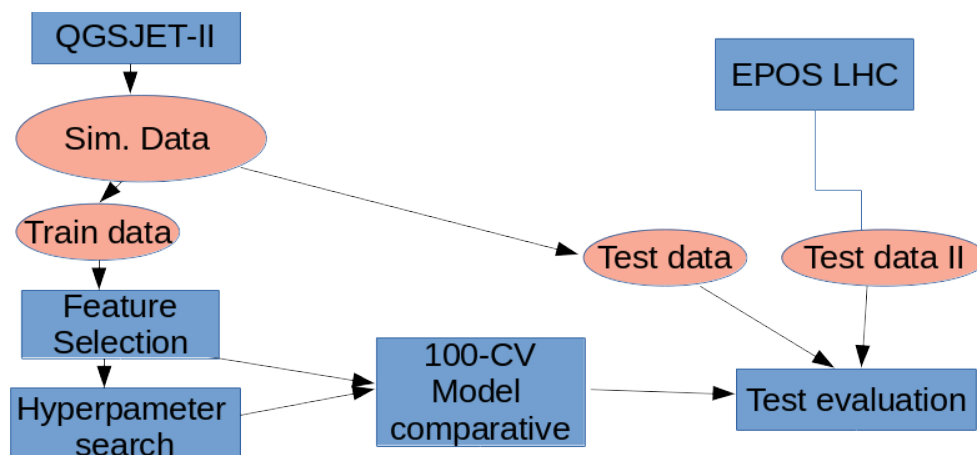 QGSJET-II
EPOS LHC
Sim. Data
Train data
Test data
Test data II
Feature
Selection
100-CV
Model
comparative
Hyperpameter
search
Test evaluation